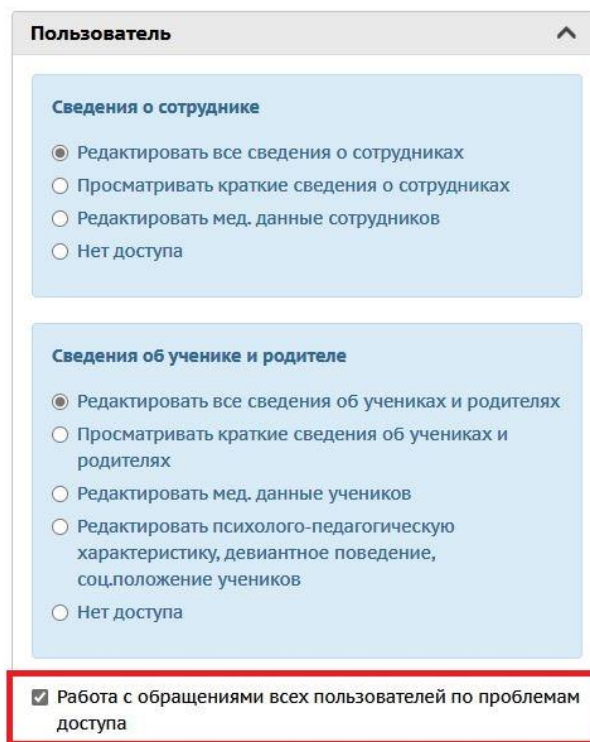 Пользователь
Сведения о сотруднике
Редактировать все сведения о сотрудниках
Просматривать краткие сведения о сотрудниках
Редактировать мед. данные сотрудников
Нет доступа
Сведения об ученике и родителе
Редактировать все сведения об учениках и родителях
Просматривать краткие сведения об учениках и
родителях
Редактировать мед. данные учеников
Редактировать психолого-педагогическую
характеристику, девиантное поведение,
соц.положение учеников
Нет доступа
Работа с обращениями всех пользователей по проблемам
доступа